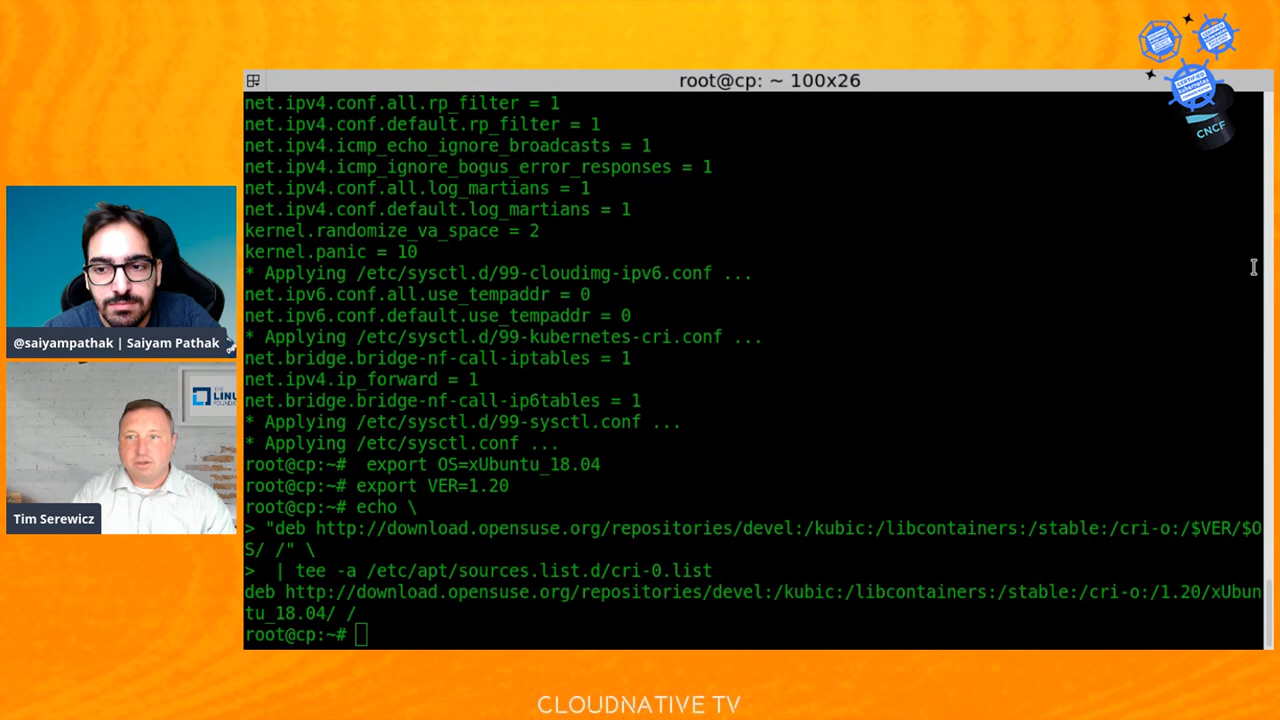 root@cp: ~ 100x26
net.ipv4.conf.all.rp_filter = 1
net.ipv4.conf.default.rp_filter = 1
net.ipv4.icmp_echo_ignore_broadcasts = 1
net.ipv4.icmp_ignore_bogus_error_responses = 1
net.ipv4.conf.all.log_martians = 1
net.ipv4.conf.default.log_martians = 1
kernel.randomize_va_space = 2
kernel.panic = 10
* Applying /etc/sysctl.d/99-cloudimg-ipv6.conf ...
net.ipv6.conf.all.use_tempaddr = 0
net.ipv6.conf.default.use_tempaddr = 0
* Applying /etc/sysctl.d/99-kubernetes-cri.conf ...
net.bridge.bridge-nf-call-iptables = 1
net.ipv4.ip_forward = 1
net.bridge.bridge-nf-call-ip6tables = 1
* Applying /etc/sysctl.d/99-sysctl.conf ...
* Applying /etc/sysctl.conf ...
root@cp:~#  export OS=xUbuntu_18.04
root@cp:~# export VER=1.20
root@cp:~# echo \
> "deb http://download.opensuse.org/repositories/devel:/kubic:/libcontainers:/stable:/cri-o:/$VER/$O
S/ /" \
>  | tee -a /etc/apt/sources.list.d/cri-0.list
deb http://download.opensuse.org/repositories/devel:/kubic:/libcontainers:/stable:/cri-o:/1.20/xUbun
tu_18.04/ /
root@cp:~#
@saiyampathak | Saiyam Pathak
THE
LINU
FOUNDA
Tim Serewicz
CNCF
CLOUDNATIVE TV